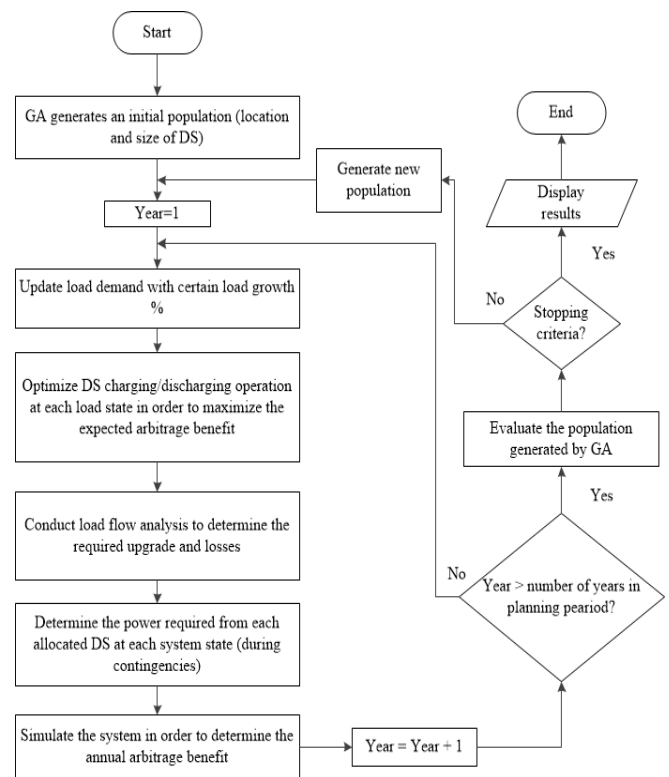 Start
GA generates an initial population (location
and size of DS)
Generate new
population
Year=1
Update load demand with certain load growth
%
Optimize DS charging/discharging operation
at each load state in order to maximize the
expected arbitrage benefit
Conduct load flow analysis to determine the
required upgrade and losses
Determine the power required from each
allocated DS at each system state (during
contingencies)
Simulate the system in order to determine the
annual arbitrage benefit
Year = Year + 1
No
Year > number of years in
planning peariod?
Yes
Evaluate the population
generated by GA
No
Stopping
criteria?
Yes
Display
results
End